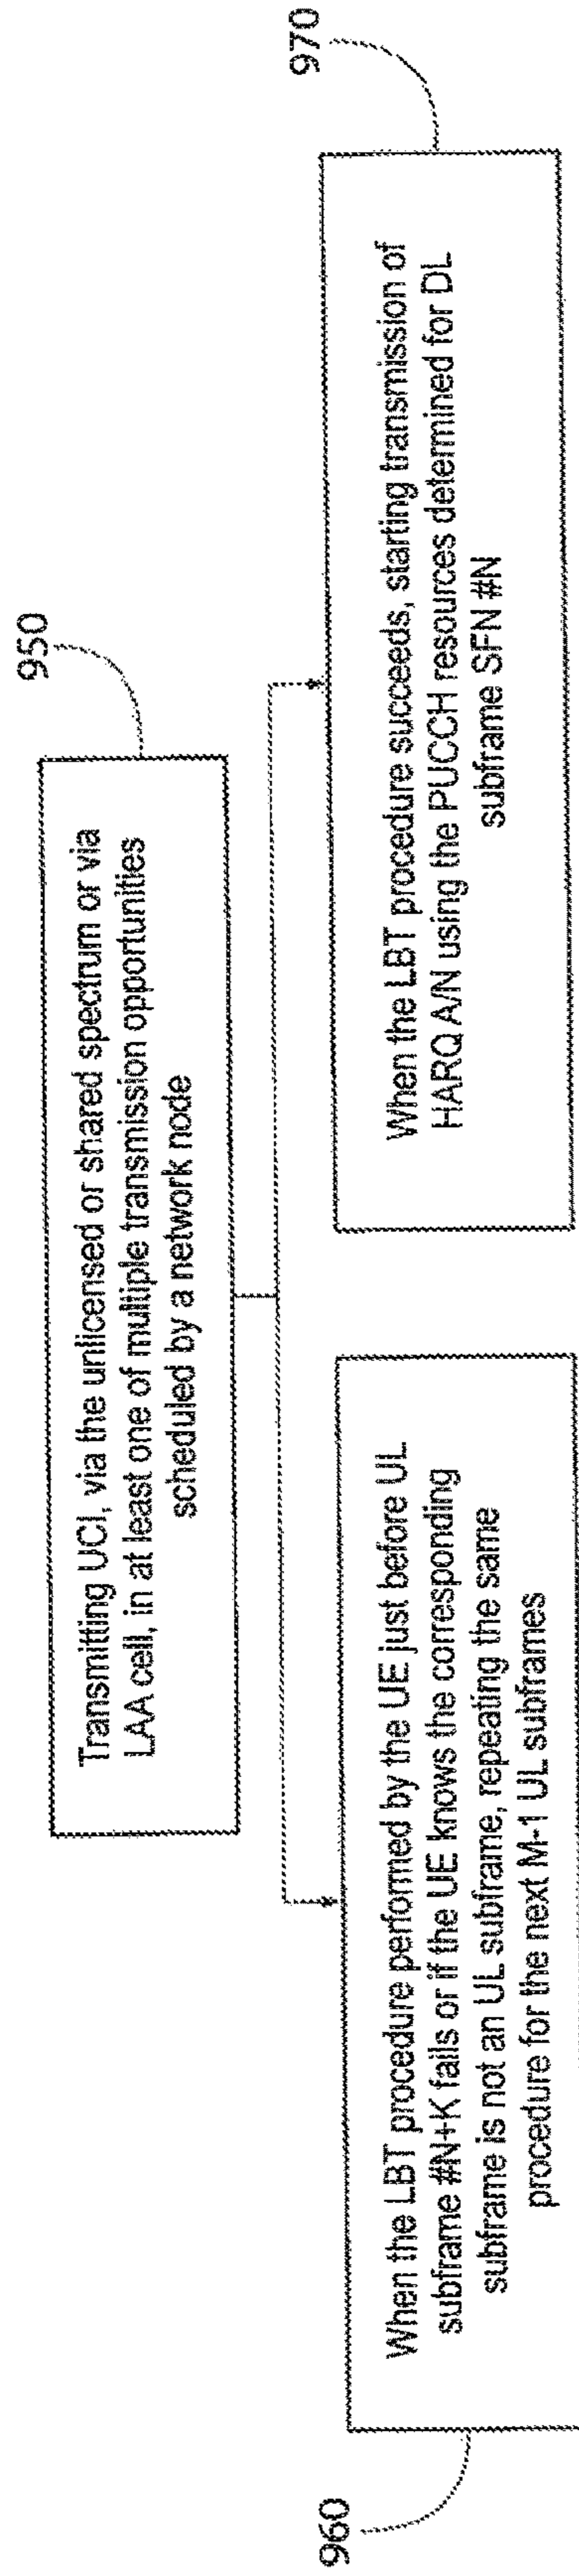 950
Transmitting UCI, via the unlicensed or shared spectrum or via
LAA cell, in at least one of multiple transmission opportunities
scheduled by a network node
960
When the LBT procedure performed by the UE just before UL
subframe #N+K fails or if the UE knows the corresponding
subframe is not an UL subframe, repeating the same
procedure for the next M-1 UL subframes
970
When the LBT procedure succeeds, starting transmission of
HARQ A/N using the PUCCH resources determined for DL
subframe SFN #N